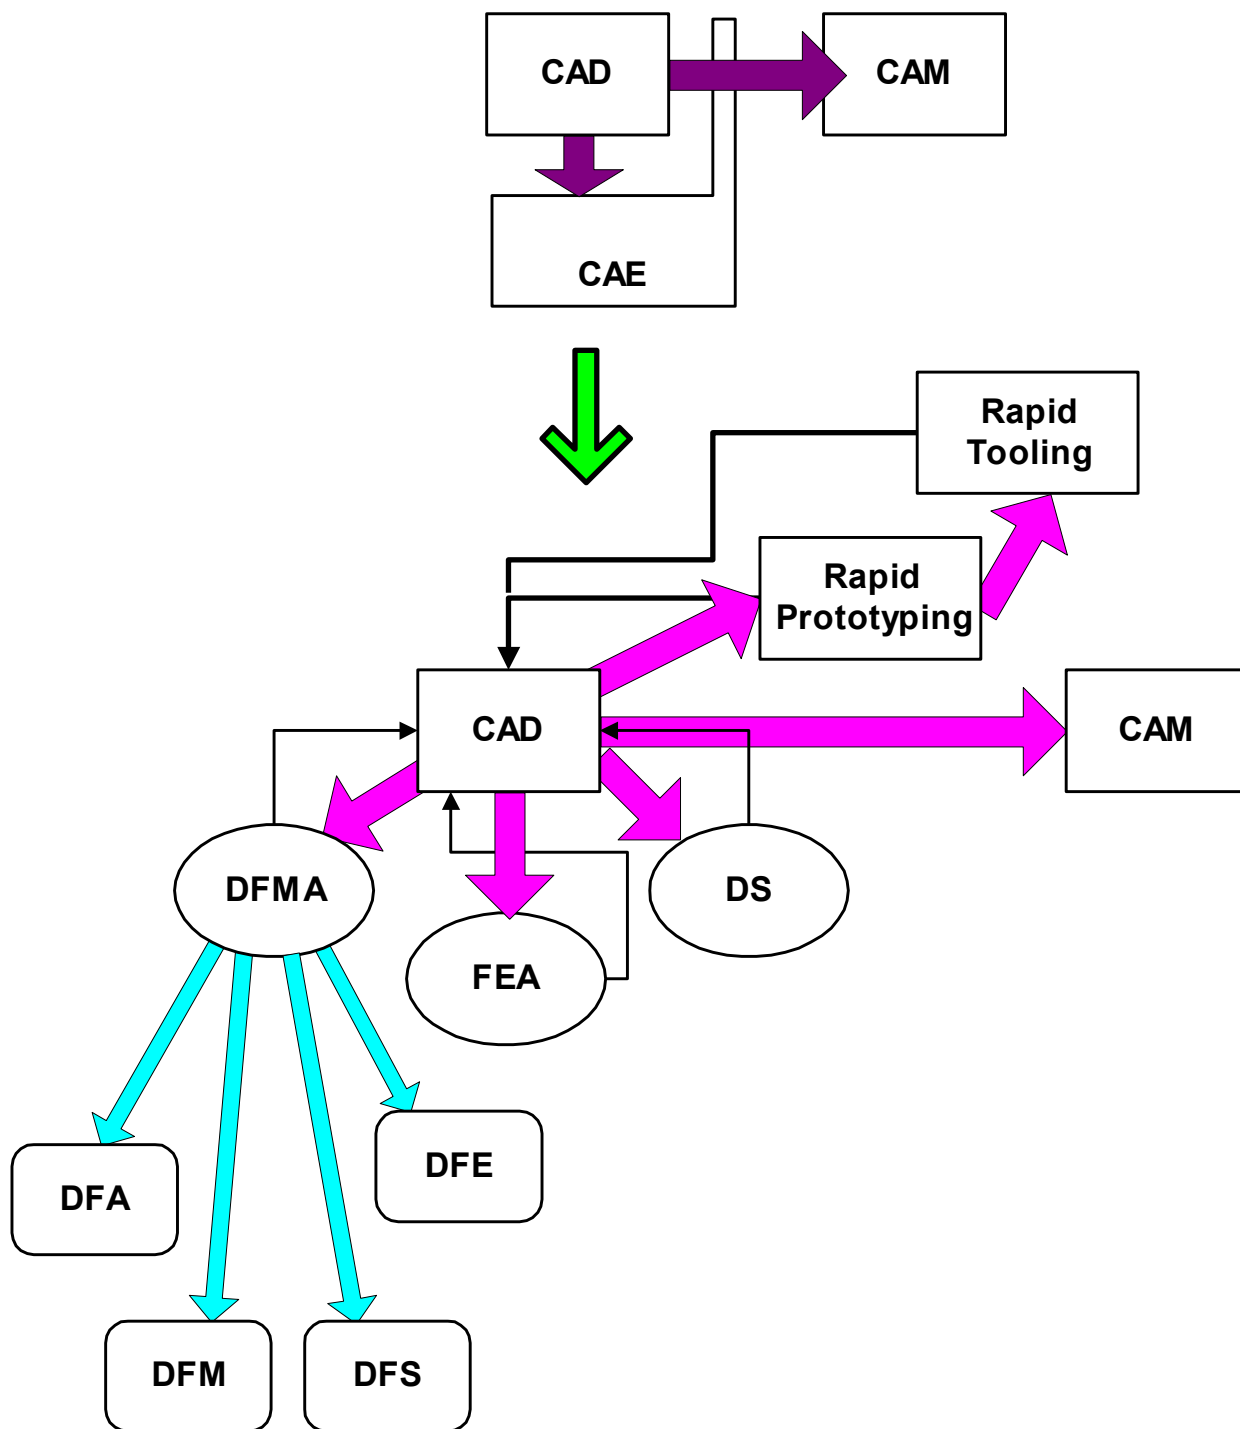 CAD
CAM
CAE
Rapid
Tooling
Rapid
Prototyping
CAD
CAM
DFMA
DS
FEA
DFE
DFA
DFM
DFS